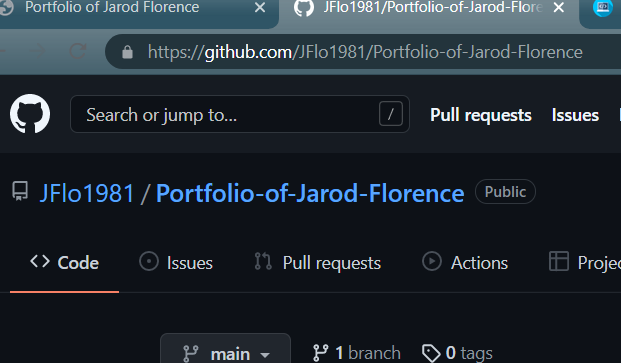 Portfolio of Jarod Florence
JFlo1981/Portfolio-of-Jarod-Flore
https://github.com/JFlo1981/Portfolio-of-Jarod-Florence
Search or jump to... / Pull requests Issues
JFlo1981 / Portfolio-of-Jarod-Florence Public
Code Issues Pull requests Actions Projec
main 1 branch 0 tags